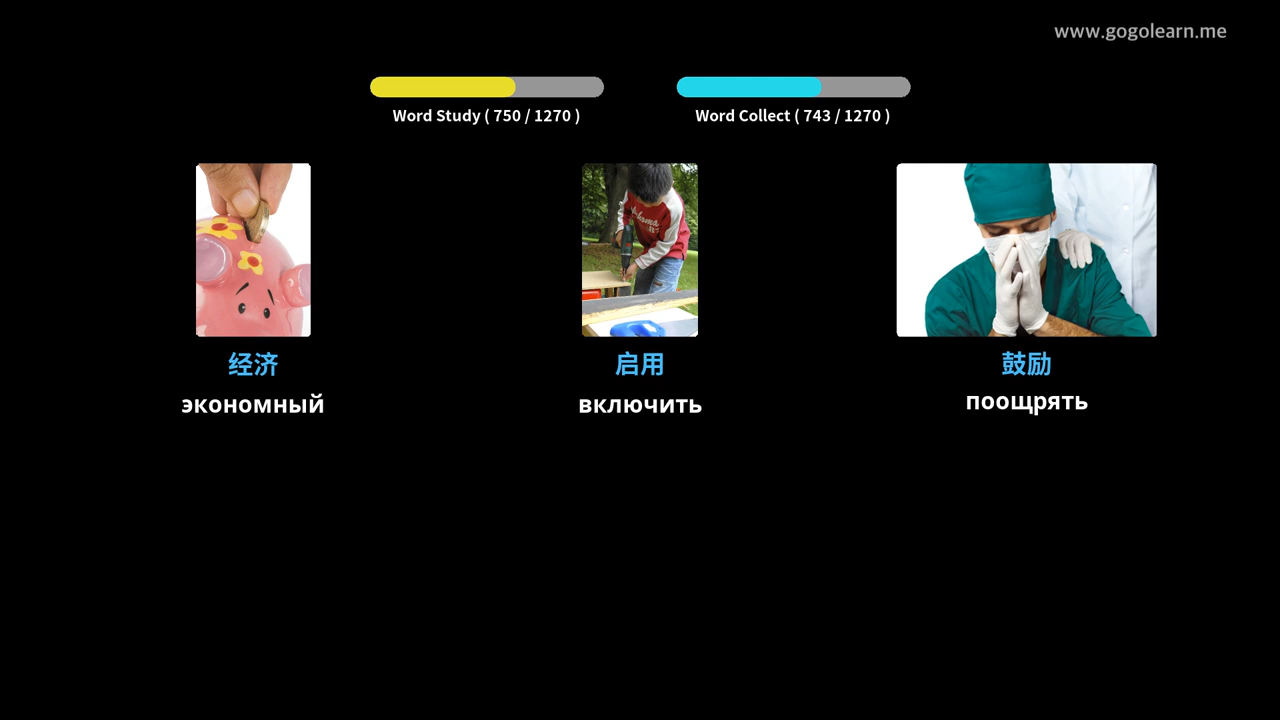 www.gogolearn.me
Word Study ( 750 / 1270 )
Word Collect ( 743 / 1270 )
经济
экономный
启用
включить
鼓励
поощрять